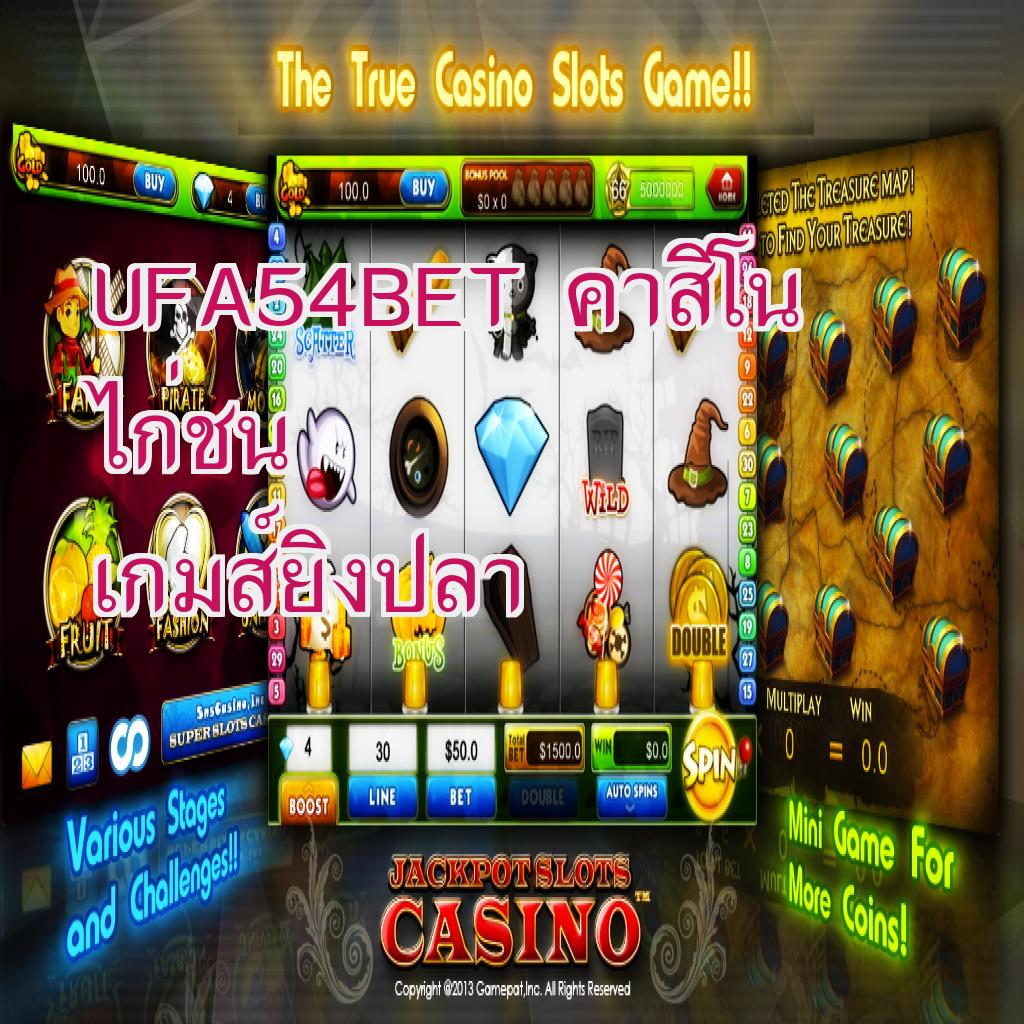 The True Casino Slots Game!!
100.0 BUY 4
100.0 BUY BONUS POOL $0 x 0 66 5000000 HOME
THE TREASURE MAP!
TO FIND YOUR TREASURE!
UFA54BET คาสิโน
ไก่ชน
เกมส์ยิงปลา
SCATTER
PIRATE
WILD
FRUIT
FASHION
BONUS
DOUBLE
SnsCasino,Inc
SUPER SLOTS CA
MULTIPLAY WIN
0 = 0.0
4 30 $50.0 Total BET $1500.0 WIN $0.0 SPIN
BOOST LINE BET DOUBLE AUTO SPINS
Various Stages
and Challenges!!
Mini Game For
More Coins!
JACKPOT SLOTS
CASINO™
Copyright @2013 Gamepat,Inc. All Rights Reserved